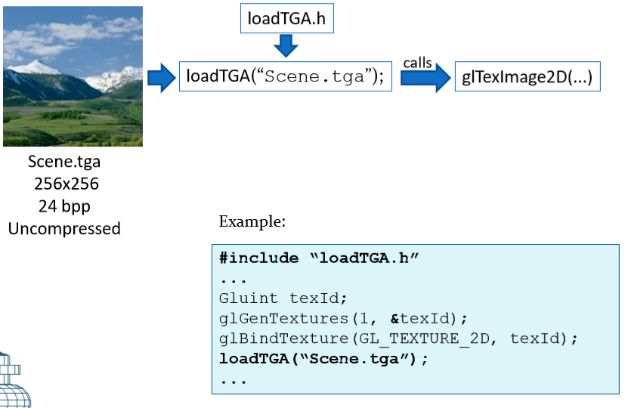 loadTGA.h
loadTGA(“Scene.tga”);
calls
glTexImage2D(...)
Scene.tga
256x256
24 bpp
Uncompressed
Example:
#include “loadTGA.h”
...
Gluint texId;
glGenTextures(1, &texId);
glBindTexture(GL_TEXTURE_2D, texId);
loadTGA(“Scene.tga”);
...